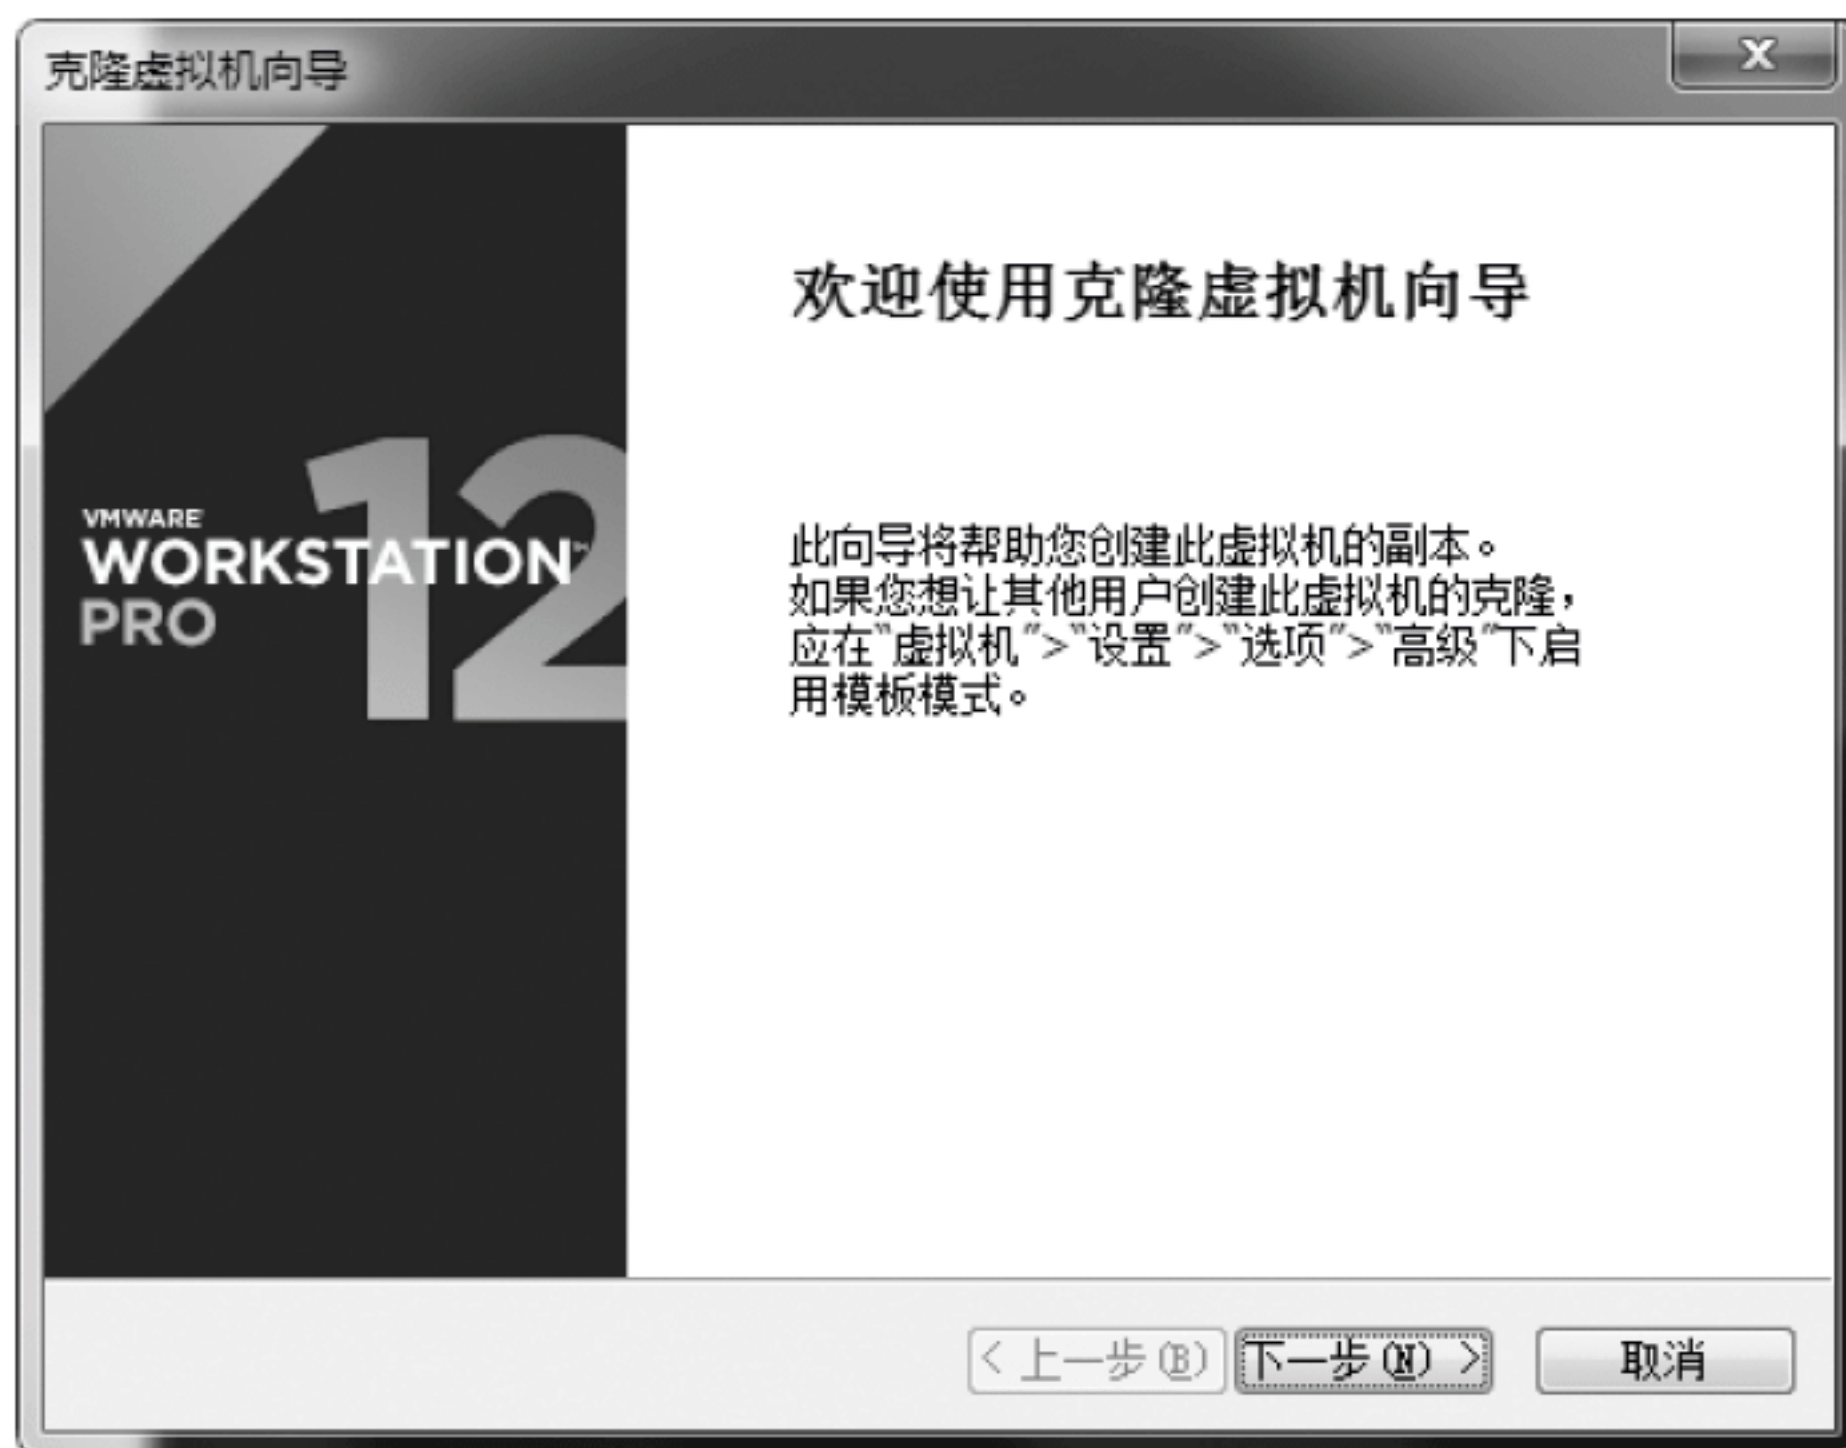 克隆虚拟机向导
x
欢迎使用克隆虚拟机向导
VMWARE
WORKSTATION™
PRO
12
此向导将帮助您创建此虚拟机的副本。
如果您想让其他用户创建此虚拟机的克隆，
应在"虚拟机">"设置">"选项">"高级"下启
用模板模式。
< 上一步(B) 下一步(N) > 取消